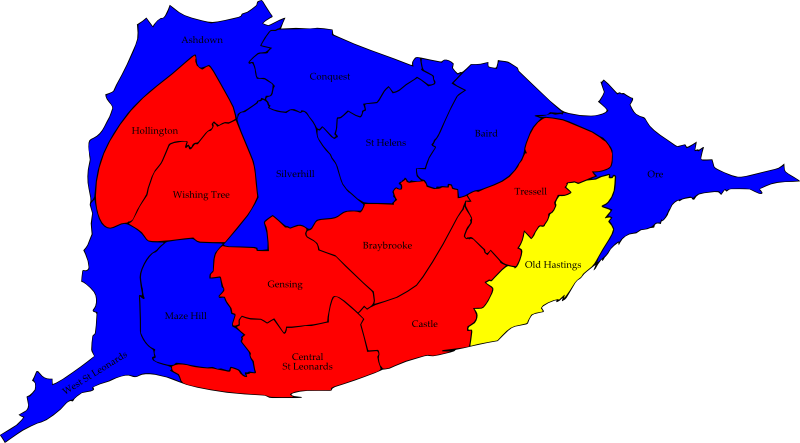 Ashdown
Conquest
Hollington
Baird
St Helens
Silverhill
Ore
Wishing Tree
Tressell
Braybrooke
Old Hastings
Gensing
Maze Hill
Castle
Central
St Leonards
West St Leonards